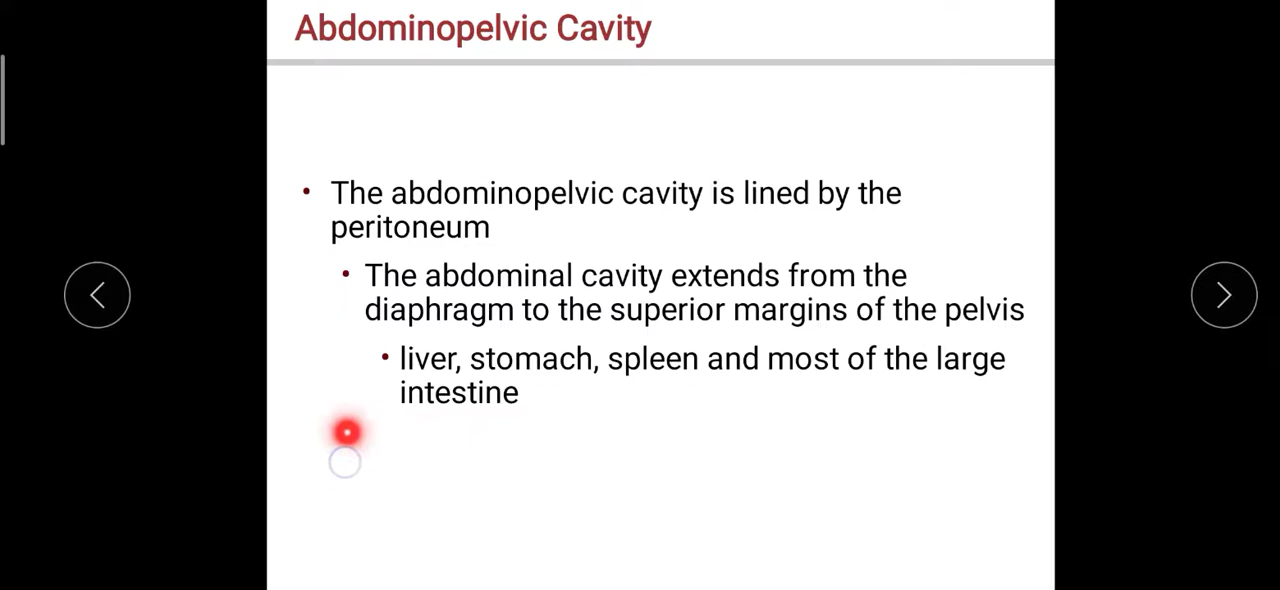 Abdominopelvic Cavity
• The abdominopelvic cavity is lined by the
peritoneum
• The abdominal cavity extends from the
diaphragm to the superior margins of the pelvis
• liver, stomach, spleen and most of the large
intestine